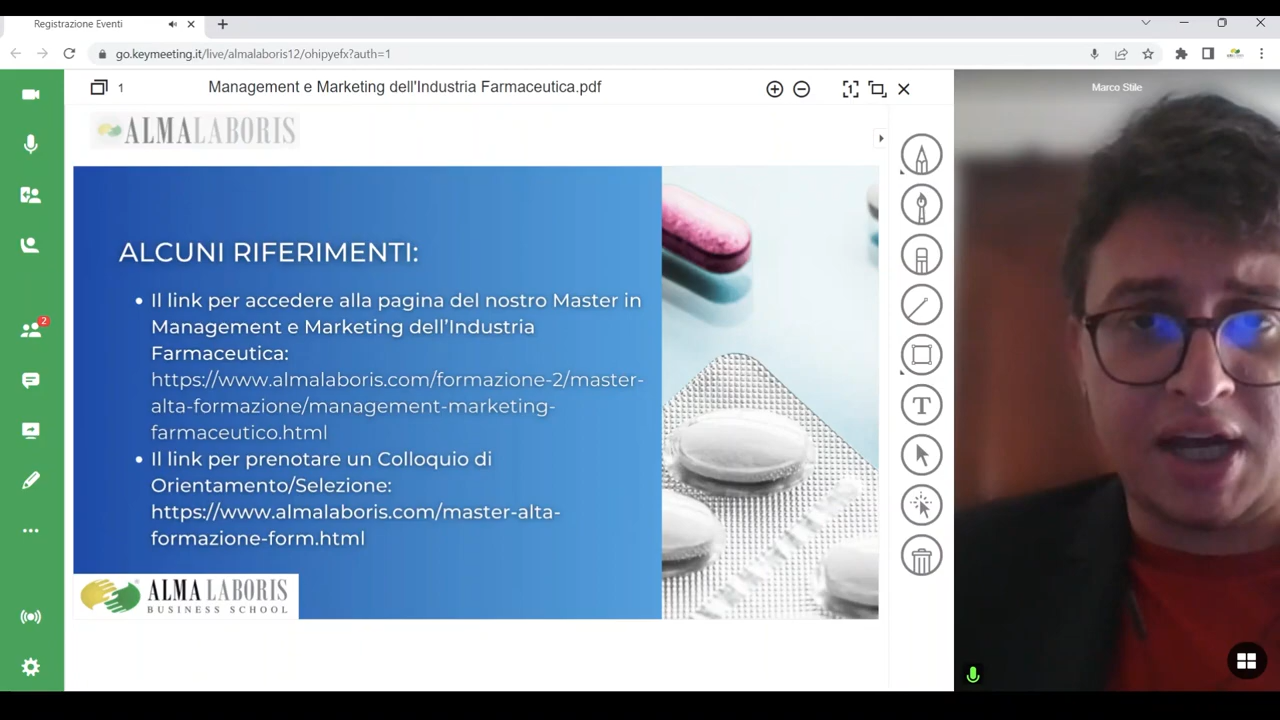 Registrazione Eventi
go.keymeeting.it/live/almalaboris12/ohipyefx?auth=1
1
Management e Marketing dell'Industria Farmaceutica.pdf
Marco Stile
ALMALABORIS
ALCUNI RIFERIMENTI:
• Il link per accedere alla pagina del nostro Master in
Management e Marketing dell'Industria
Farmaceutica:
https://www.almalaboris.com/formazione-2/master-
alta-formazione/management-marketing-
farmaceutico.html
• Il link per prenotare un Colloquio di
Orientamento/Selezione:
https://www.almalaboris.com/master-alta-
formazione-form.html
ALMA LABORIS
BUSINESS SCHOOL
2
1
T